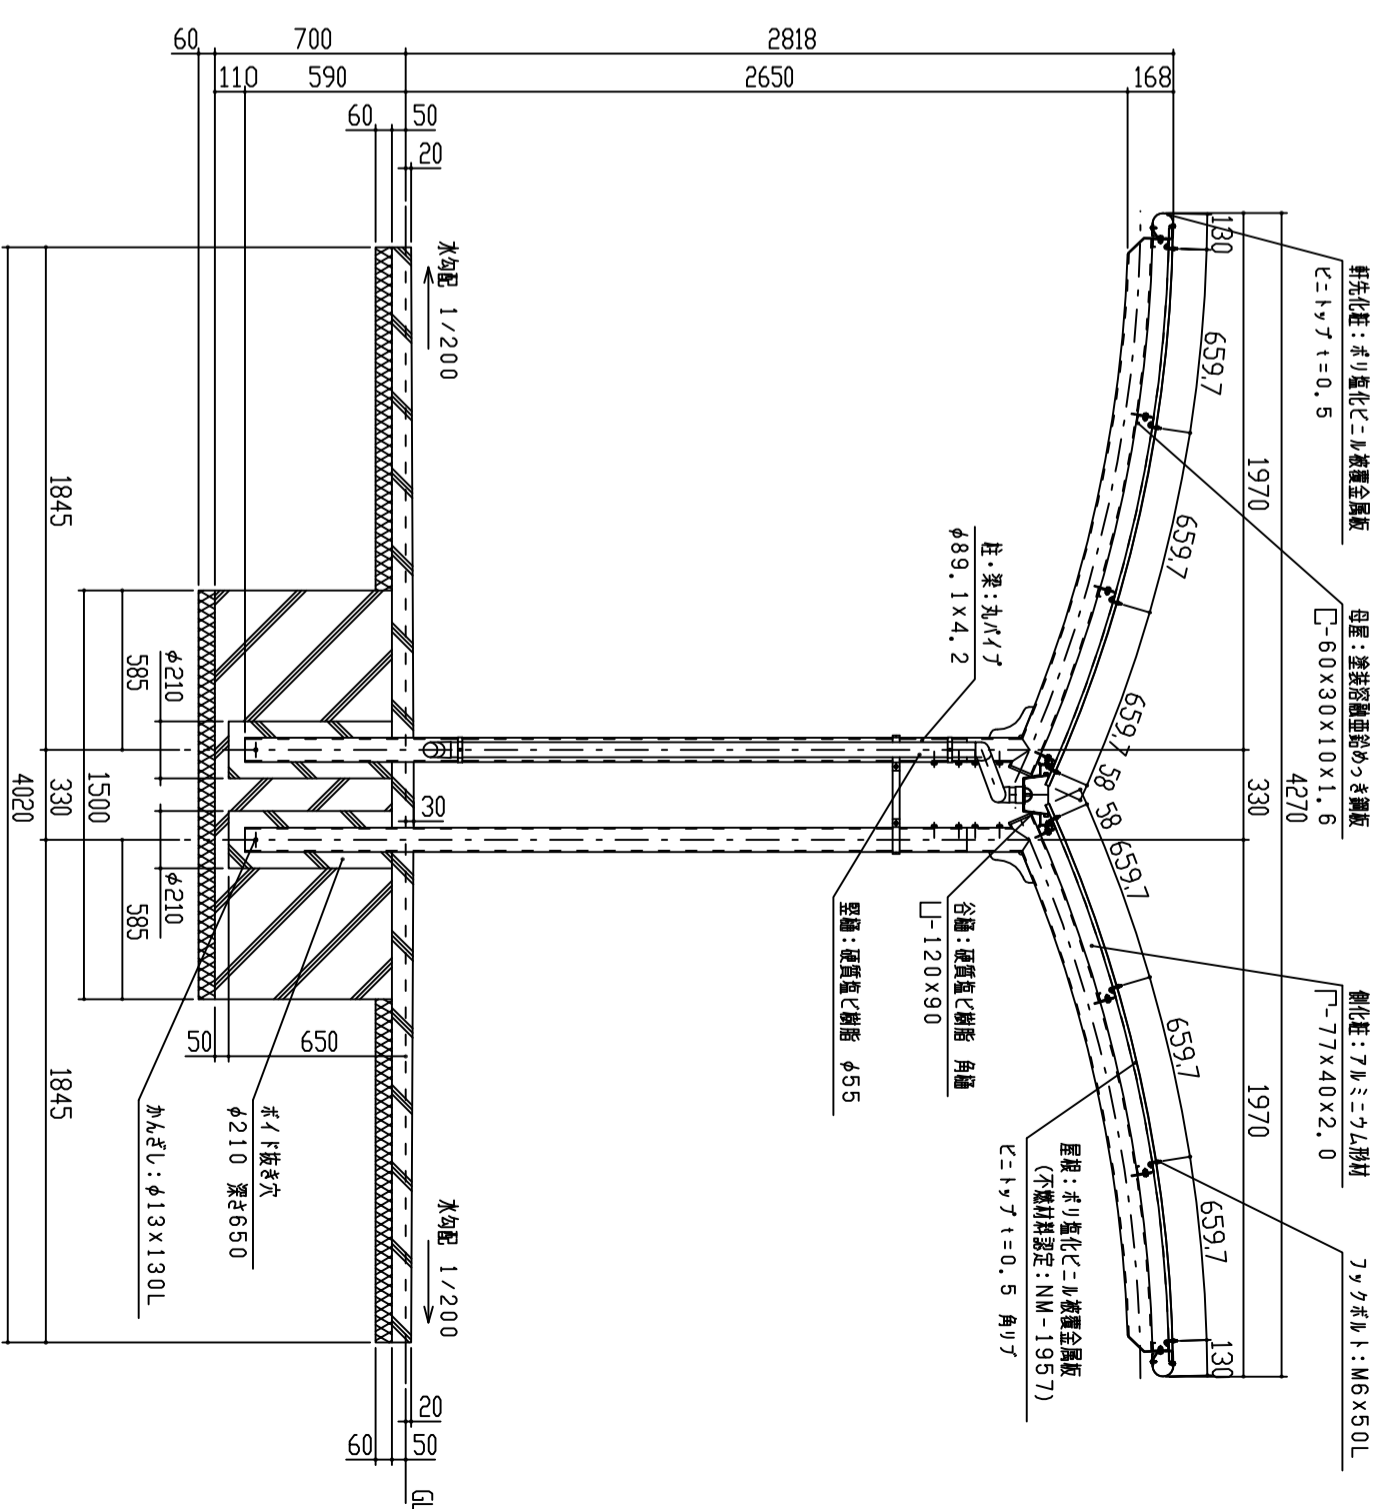 軒先化粧：ポリ塩化ビニル被覆金属板
ビニトップ t=0.5
母屋：塗装溶融亜鉛めっき鋼板
-60x30x10x1.6
側化粧：アルミニウム形材
-77x40x2.0
フックボルト：M6x50L
4270
1970
330
1970
130
659.7
659.7
659.7
58
58
659.7
659.7
659.7
130
柱・梁：丸パイプ
φ89.1x4.2
谷樋：硬質塩ビ樹脂 角樋
-120x90
竪樋：硬質塩ビ樹脂 φ55
屋根：ポリ塩化ビニル被覆金属板
(不燃材料認定：NM-1957)
ビニトップ t=0.5 角リブ
2818
700
60
168
2650
590
110
50
60
20
水勾配 1/200
水勾配 1/200
30
20
50
60
GL
φ210
585
φ210
585
1500
650
50
ボイド抜き穴
φ210 深さ650
かんざし：φ13x130L
1845
330
1845
4020